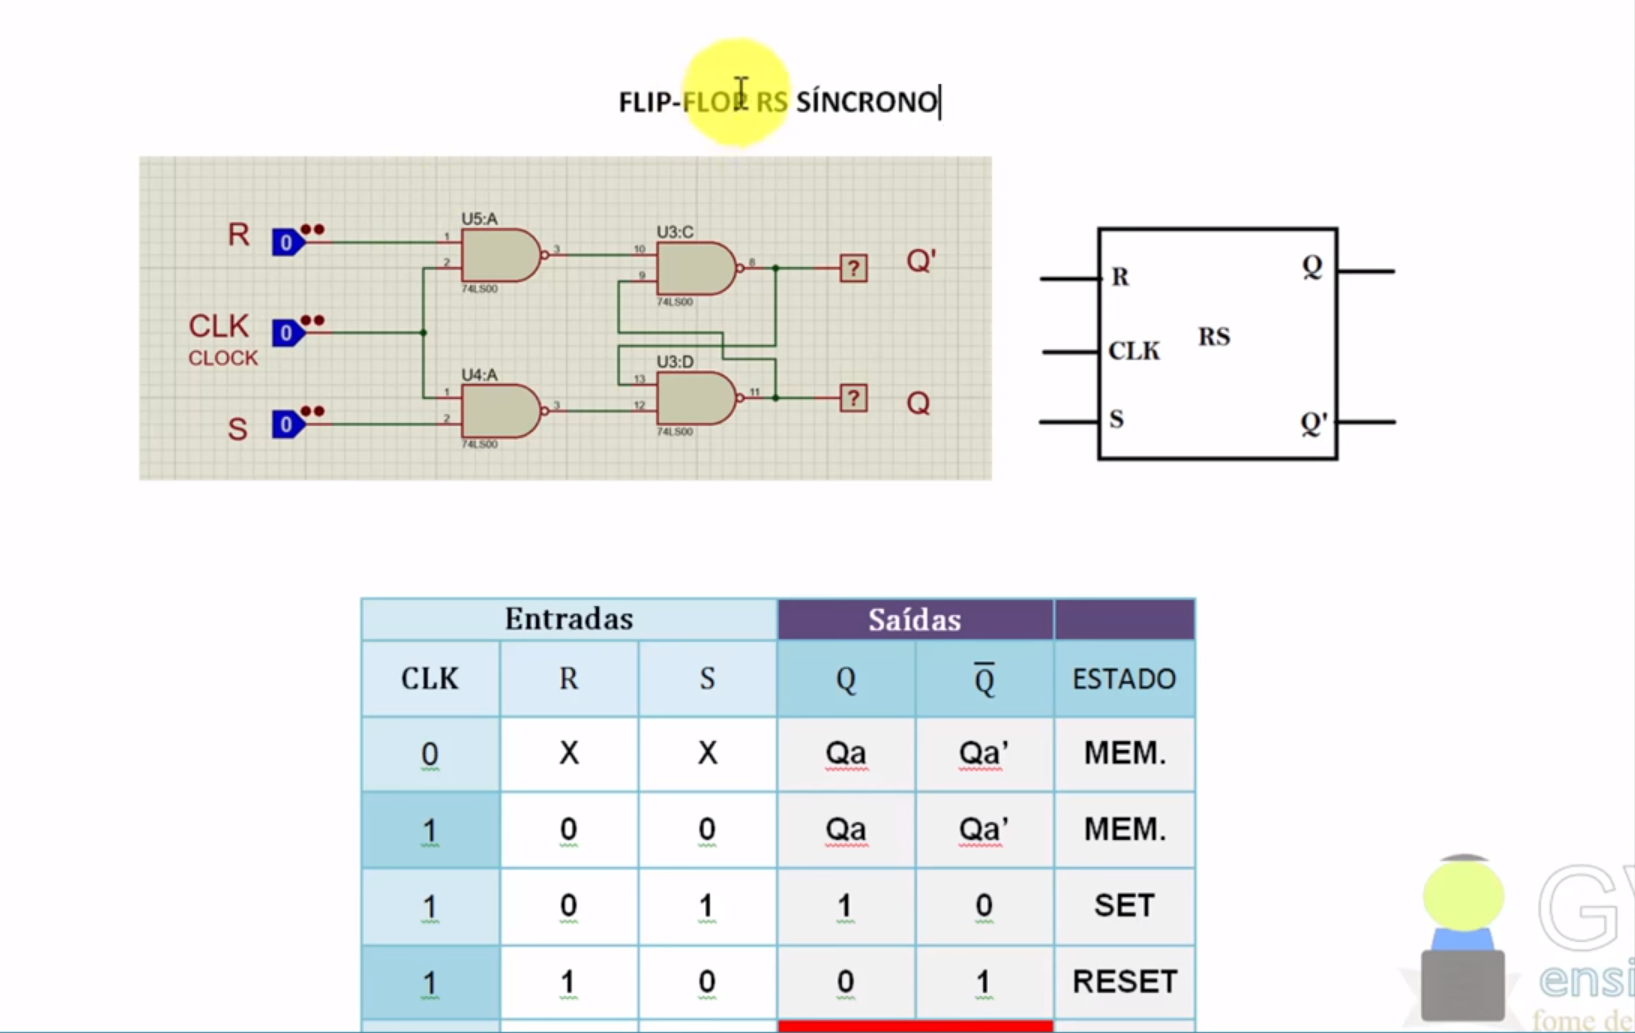 FLIP-FLOP RS SÍNCRONO
R 0
CLK 0
CLOCK
S 0
U5:A
1
2
3
74LS00
U4:A
1
2
3
74LS00
U3:C
10
9
8
74LS00
U3:D
13
12
11
74LS00
? Q'
? Q
R Q
CLK RS
S Q'
Entradas Saídas
CLK R S Q Q̅ ESTADO
0 X X Qa Qa' MEM.
1 0 0 Qa Qa' MEM.
1 0 1 1 0 SET
1 1 0 0 1 RESET
ensi
fome de